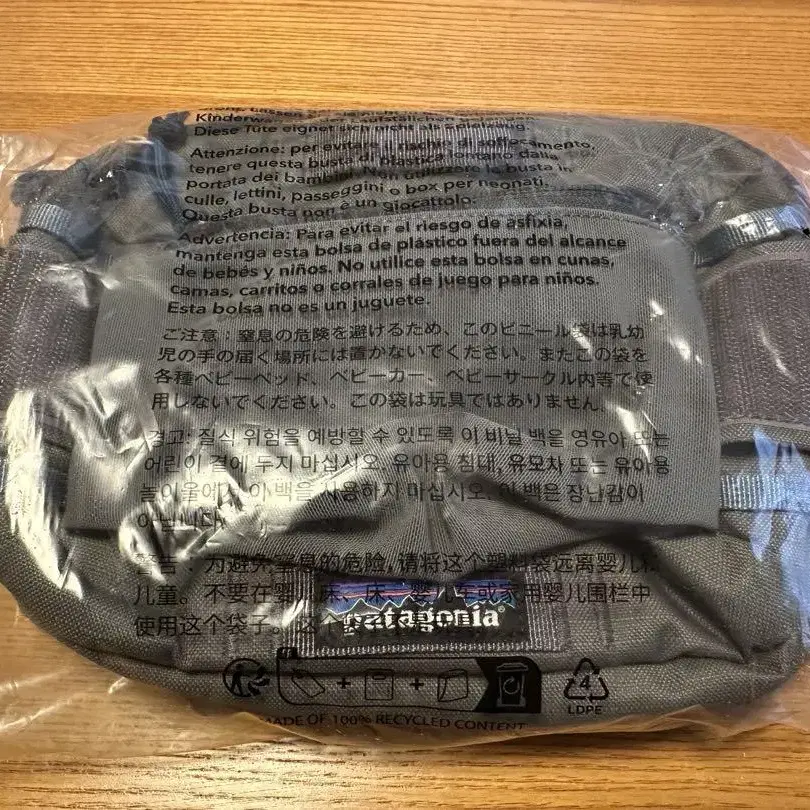 Kinderwagen oder Laufställchen
Diese Tüte eignet sich nicht als Spielzeug.
Attenzione: per evitare il rischio di soffocamento,
tenere questa busta di plastica lontano dalla
portata dei bambini. Non utilizzare la busta in
culle, lettini, passeggini o box per neonati.
Questa busta non è un giocattolo.
Advertencia: Para evitar el riesgo de asfixia,
mantenga esta bolsa de plástico fuera del alcance
de bebés y niños. No utilice esta bolsa en cunas,
camas, carritos o corrales de juego para niños.
Esta bolsa no es un juguete.
ご注意：窒息の危険を避けるため、このビニール袋は乳幼
児の手の届く場所には置かないでください。またこの袋を
各種ベビーベッド、ベビーカー、ベビーサークル内等で使
用しないでください。この袋は玩具ではありません。
경고: 질식 위험을 예방할 수 있도록 이 비닐 백을 영유아 또는
어린이 곁에 두지 마십시오. 유아용 침대, 유모차 또는 유아용
놀이울에서 이 백을 사용하지 마십시오. 이 백은 장난감이
아닙니다.
警告：为避免窒息的危险,请将这个塑料袋远离婴儿和
儿童。不要在婴儿床、床、婴儿车或家用婴儿围栏中
使用这个袋子。这个
patagonia®
+ +
4
LDPE
MADE OF 100% RECYCLED CONTENT